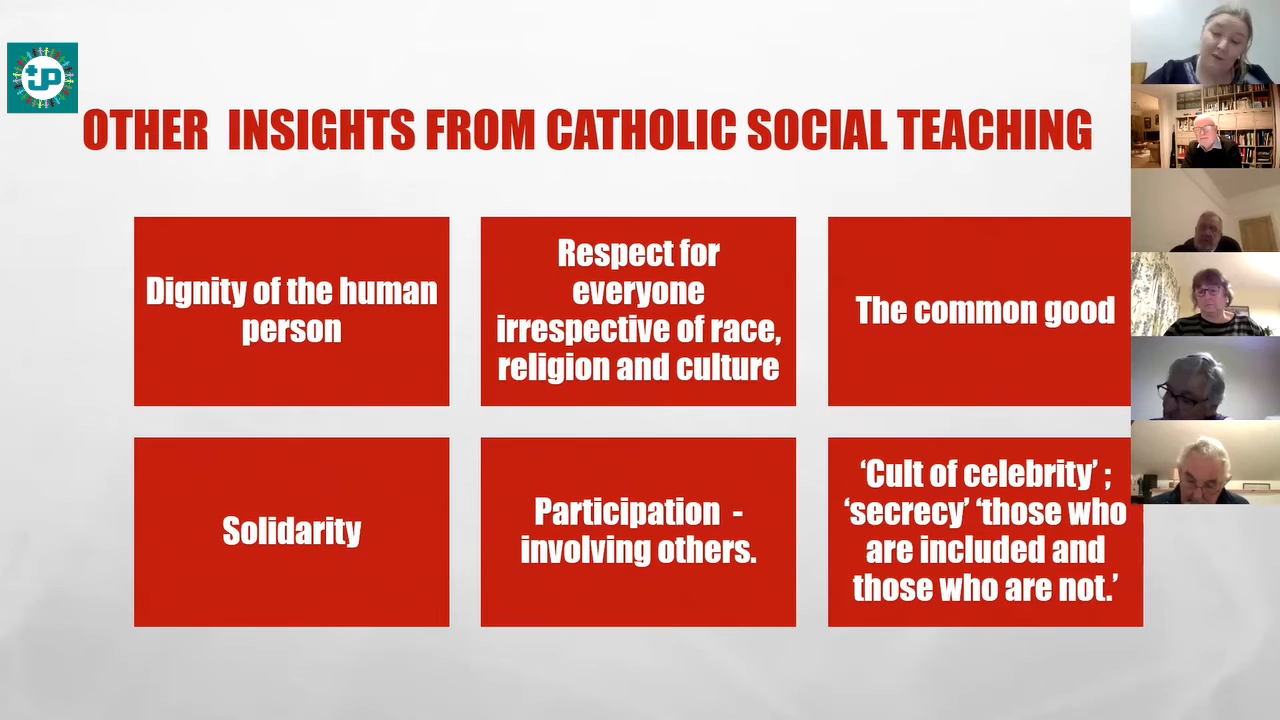 JP
OTHER  INSIGHTS FROM CATHOLIC SOCIAL TEACHING
Dignity of the human
person
Respect for
everyone
irrespective of race,
religion and culture
The common good
Solidarity
Participation  -
involving others.
‘Cult of celebrity’ ;
‘secrecy’ ‘those who
are included and
those who are not.’